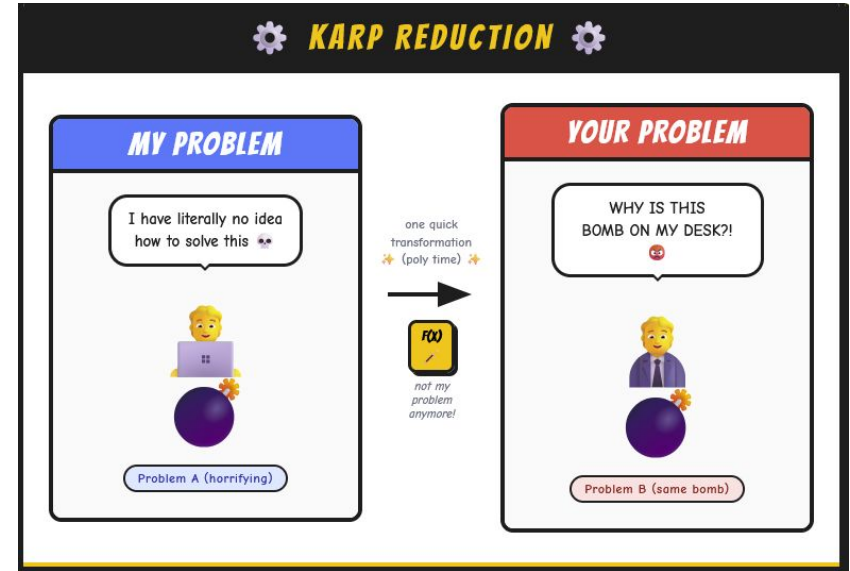 KARP REDUCTION
MY PROBLEM
I have literally no idea
how to solve this
Problem A (horrifying)
one quick
transformation
(poly time)
F(X)
not my
problem
anymore!
YOUR PROBLEM
WHY IS THIS
BOMB ON MY DESK?!
Problem B (same bomb)